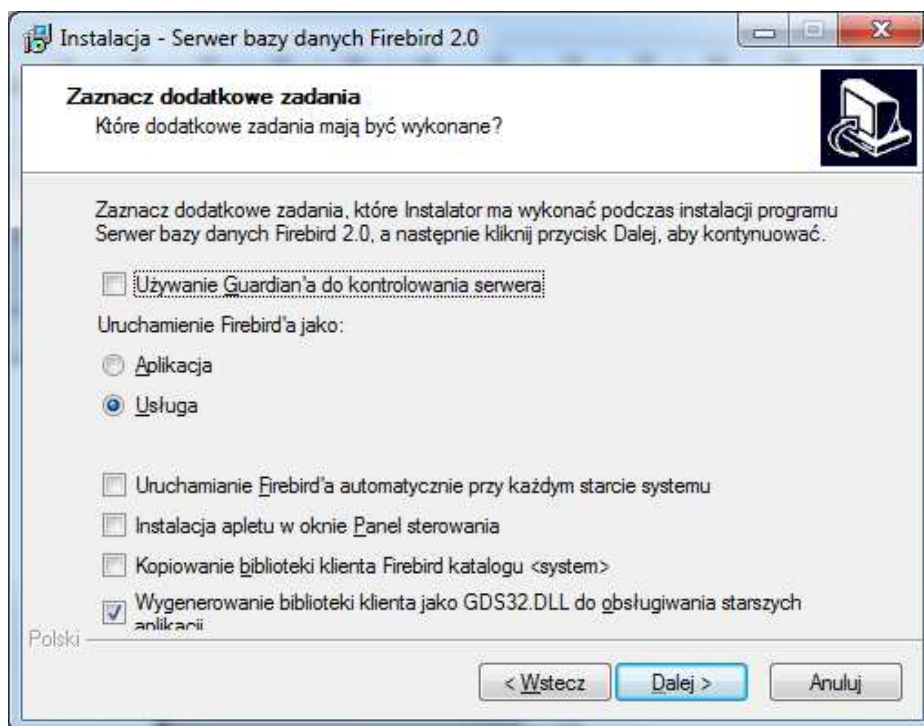 Instalacja - Serwer bazy danych Firebird 2.0
Zaznacz dodatkowe zadania
Które dodatkowe zadania mają być wykonane?
Zaznacz dodatkowe zadania, które Instalator ma wykonać podczas instalacji programu
Serwer bazy danych Firebird 2.0, a następnie kliknij przycisk Dalej, aby kontynuować.
Używanie Guardian'a do kontrolowania serwera
Uruchamienie Firebird'a jako:
Aplikacja
Usługa
Uruchamianie Firebird'a automatycznie przy każdym starcie systemu
Instalacja apletu w oknie Panel sterowania
Kopiowanie biblioteki klienta Firebird katalogu <system>
Wygenerowanie biblioteki klienta jako GDS32.DLL do obsługiwania starszych
aplikacji
Polski
< Wstecz
Dalej >
Anuluj